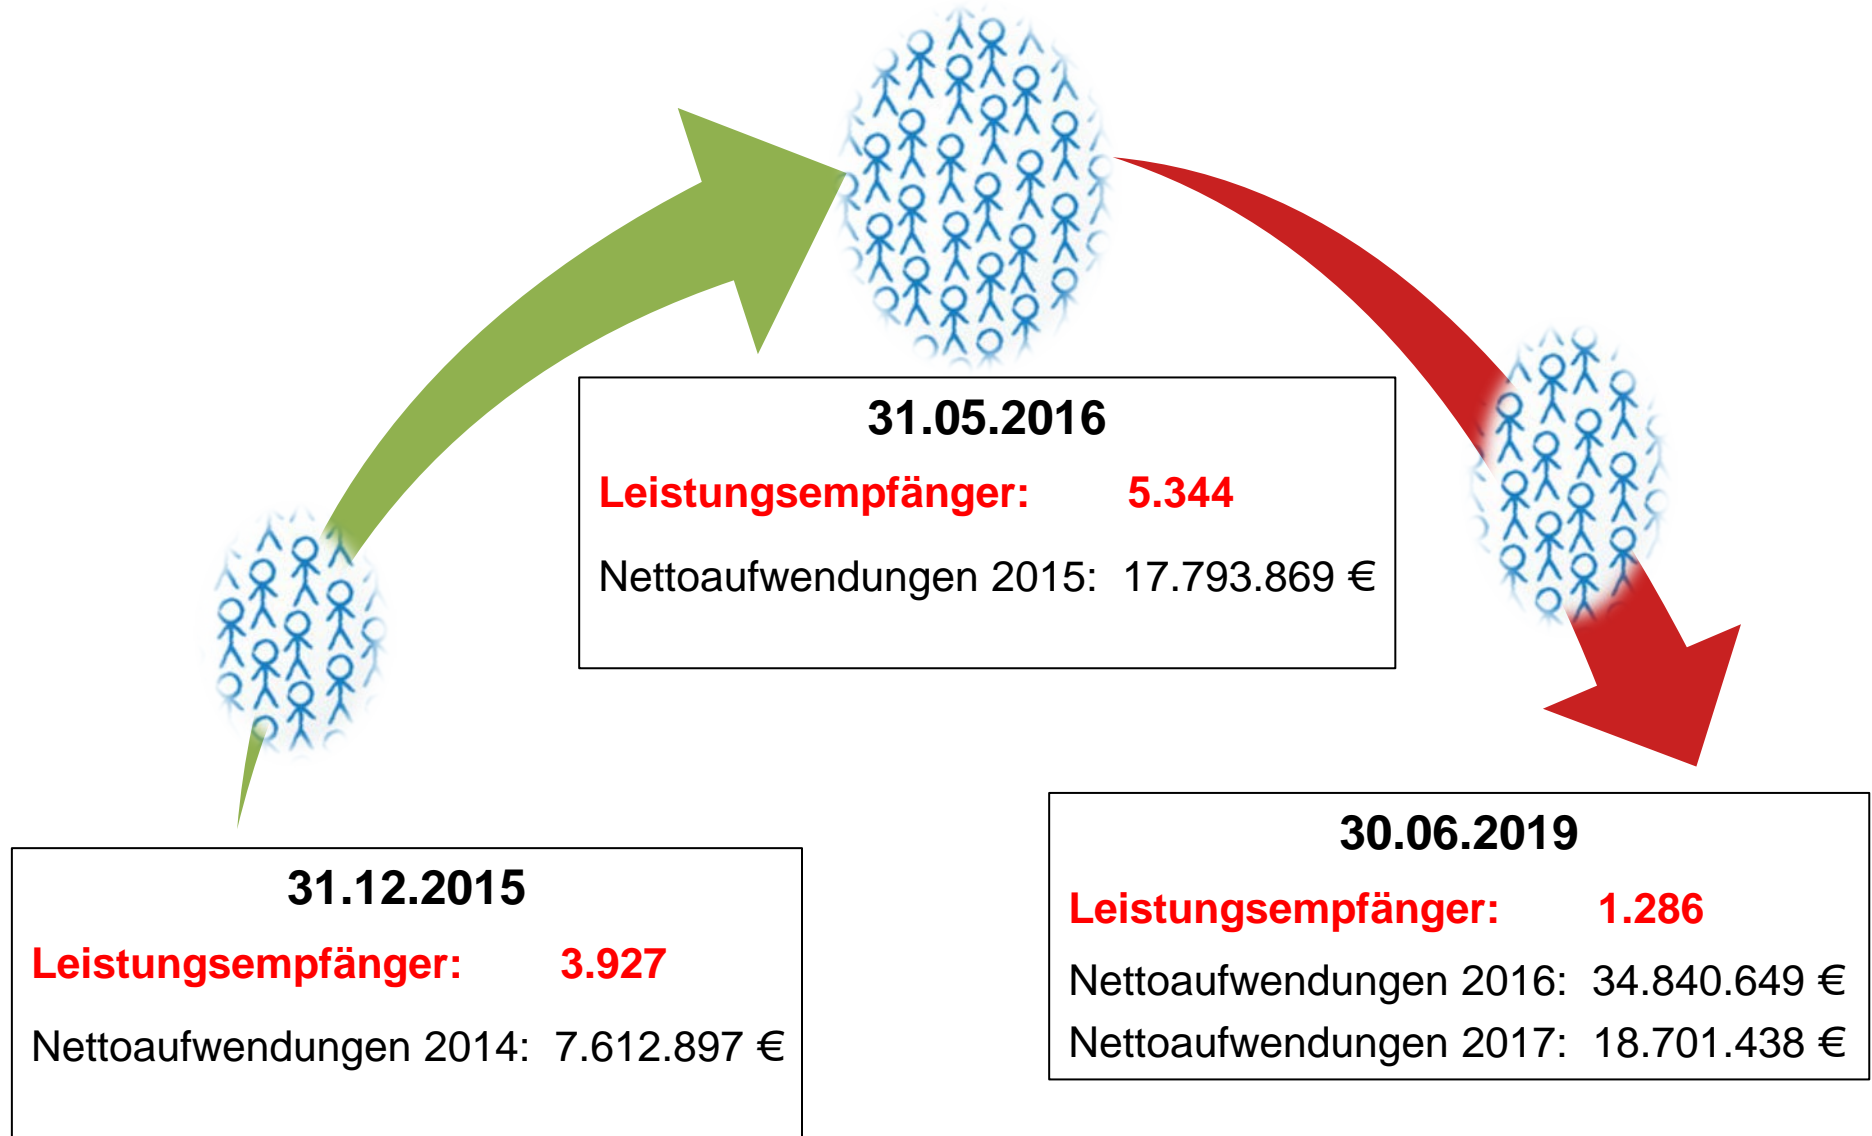 31.05.2016
Leistungsempfänger: 5.344
Nettoaufwendungen 2015: 17.793.869 €
31.12.2015
Leistungsempfänger: 3.927
Nettoaufwendungen 2014: 7.612.897 €
30.06.2019
Leistungsempfänger: 1.286
Nettoaufwendungen 2016: 34.840.649 €
Nettoaufwendungen 2017: 18.701.438 €